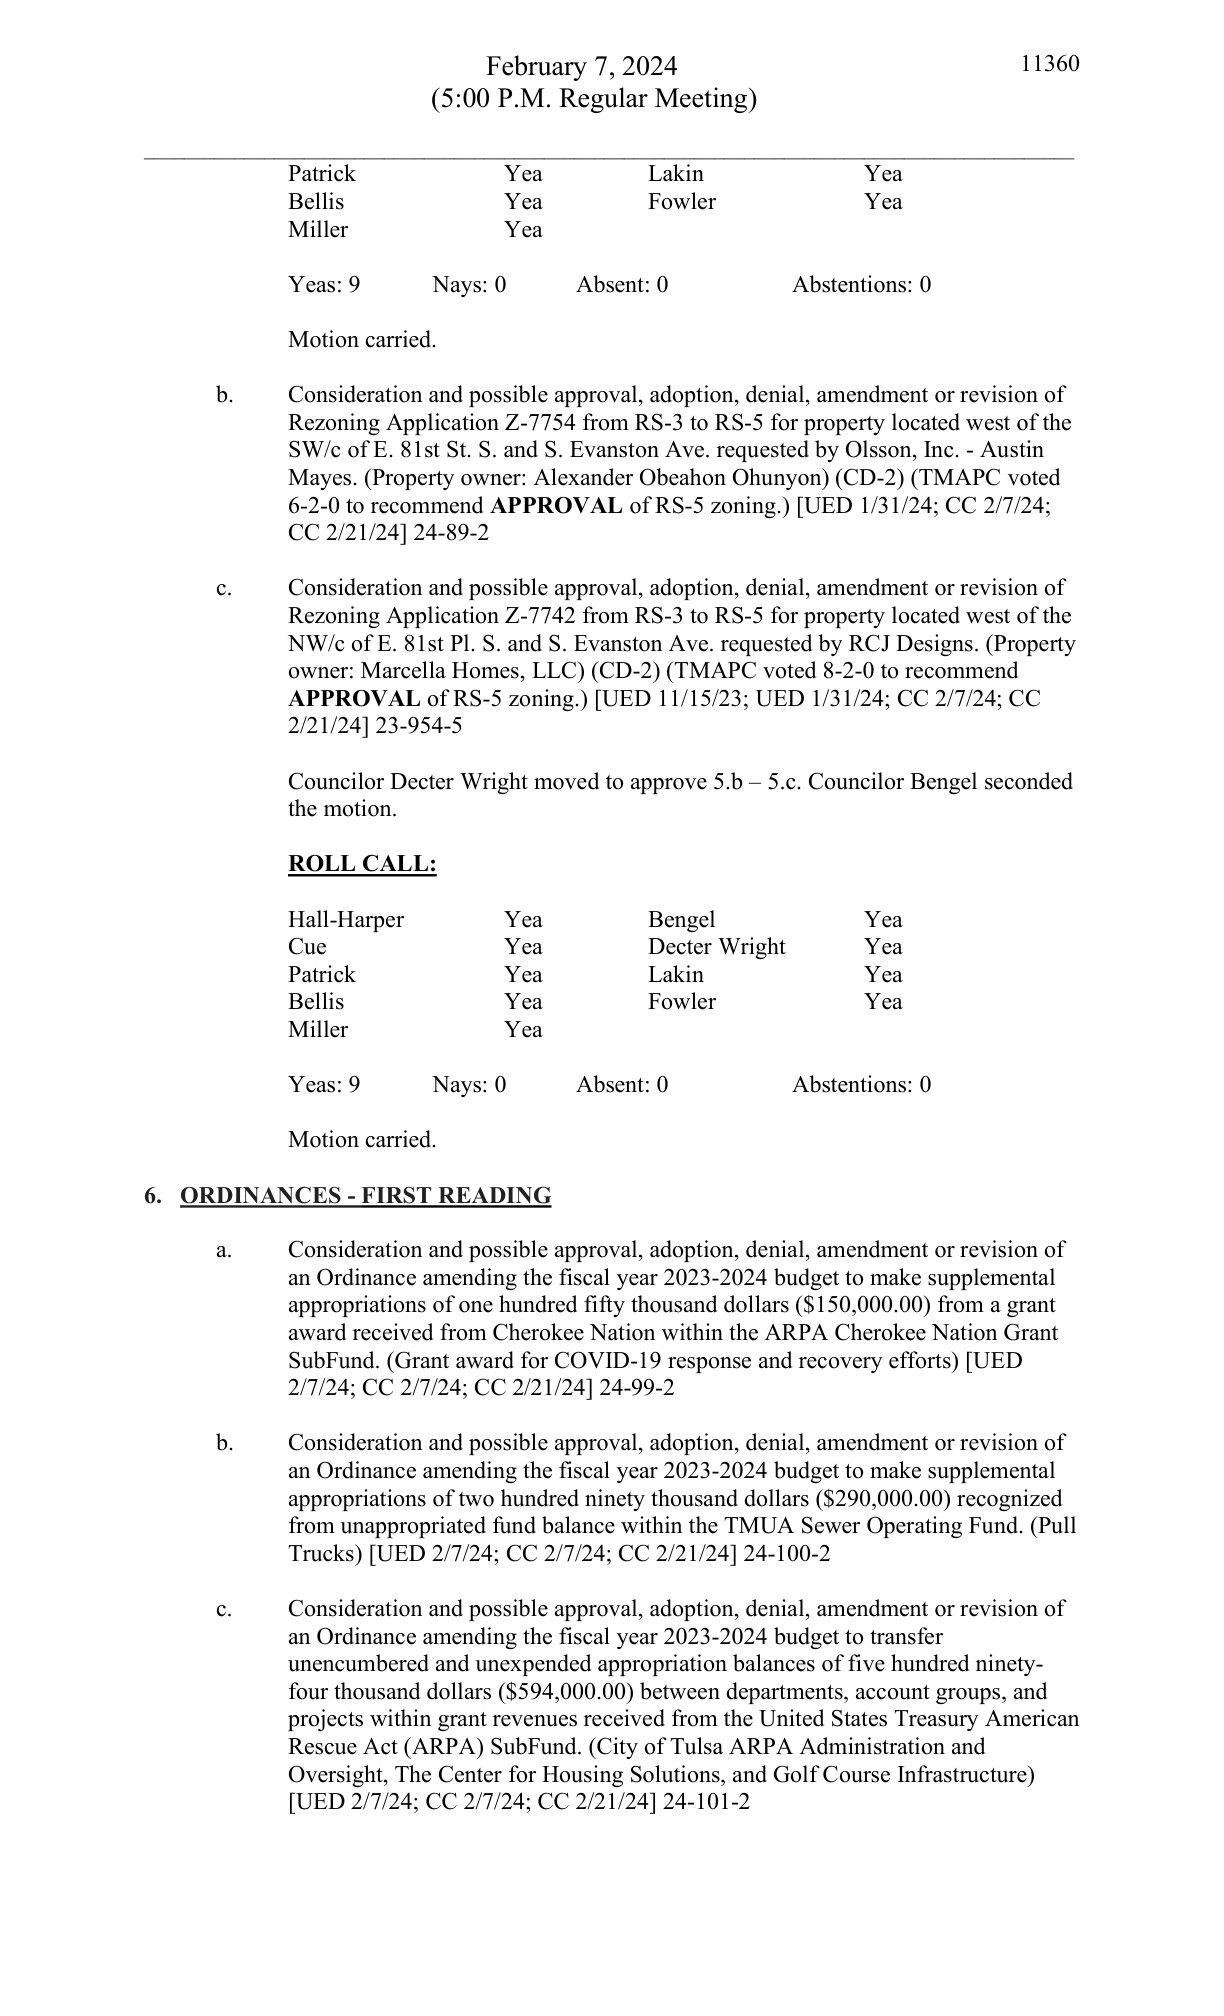 February 7, 2024 11360
(5:00 P.M. Regular Meeting)
Patrick Yea Lakin Yea
Bellis Yea Fowler Yea
Miller Yea
Yeas: 9 Nays: 0 Absent: 0 Abstentions: 0
Motion carried.
b. Consideration and possible approval, adoption, denial, amendment or revision of
Rezoning Application Z-7754 from RS-3 to RS-5 for property located west of the
SW/c of E. 81st St. S. and S. Evanston Ave. requested by Olsson, Inc. - Austin
Mayes. (Property owner: Alexander Obeahon Ohunyon) (CD-2) (TMAPC voted
6-2-0 to recommend APPROVAL of RS-5 zoning.) [UED 1/31/24; CC 2/7/24;
CC 2/21/24] 24-89-2
c. Consideration and possible approval, adoption, denial, amendment or revision of
Rezoning Application Z-7742 from RS-3 to RS-5 for property located west of the
NW/c of E. 81st Pl. S. and S. Evanston Ave. requested by RCJ Designs. (Property
owner: Marcella Homes, LLC) (CD-2) (TMAPC voted 8-2-0 to recommend
APPROVAL of RS-5 zoning.) [UED 11/15/23; UED 1/31/24; CC 2/7/24; CC
2/21/24] 23-954-5
Councilor Decter Wright moved to approve 5.b – 5.c. Councilor Bengel seconded
the motion.
ROLL CALL:
Hall-Harper Yea Bengel Yea
Cue Yea Decter Wright Yea
Patrick Yea Lakin Yea
Bellis Yea Fowler Yea
Miller Yea
Yeas: 9 Nays: 0 Absent: 0 Abstentions: 0
Motion carried.
6. ORDINANCES - FIRST READING
a. Consideration and possible approval, adoption, denial, amendment or revision of
an Ordinance amending the fiscal year 2023-2024 budget to make supplemental
appropriations of one hundred fifty thousand dollars ($150,000.00) from a grant
award received from Cherokee Nation within the ARPA Cherokee Nation Grant
SubFund. (Grant award for COVID-19 response and recovery efforts) [UED
2/7/24; CC 2/7/24; CC 2/21/24] 24-99-2
b. Consideration and possible approval, adoption, denial, amendment or revision of
an Ordinance amending the fiscal year 2023-2024 budget to make supplemental
appropriations of two hundred ninety thousand dollars ($290,000.00) recognized
from unappropriated fund balance within the TMUA Sewer Operating Fund. (Pull
Trucks) [UED 2/7/24; CC 2/7/24; CC 2/21/24] 24-100-2
c. Consideration and possible approval, adoption, denial, amendment or revision of
an Ordinance amending the fiscal year 2023-2024 budget to transfer
unencumbered and unexpended appropriation balances of five hundred ninety-
four thousand dollars ($594,000.00) between departments, account groups, and
projects within grant revenues received from the United States Treasury American
Rescue Act (ARPA) SubFund. (City of Tulsa ARPA Administration and
Oversight, The Center for Housing Solutions, and Golf Course Infrastructure)
[UED 2/7/24; CC 2/7/24; CC 2/21/24] 24-101-2